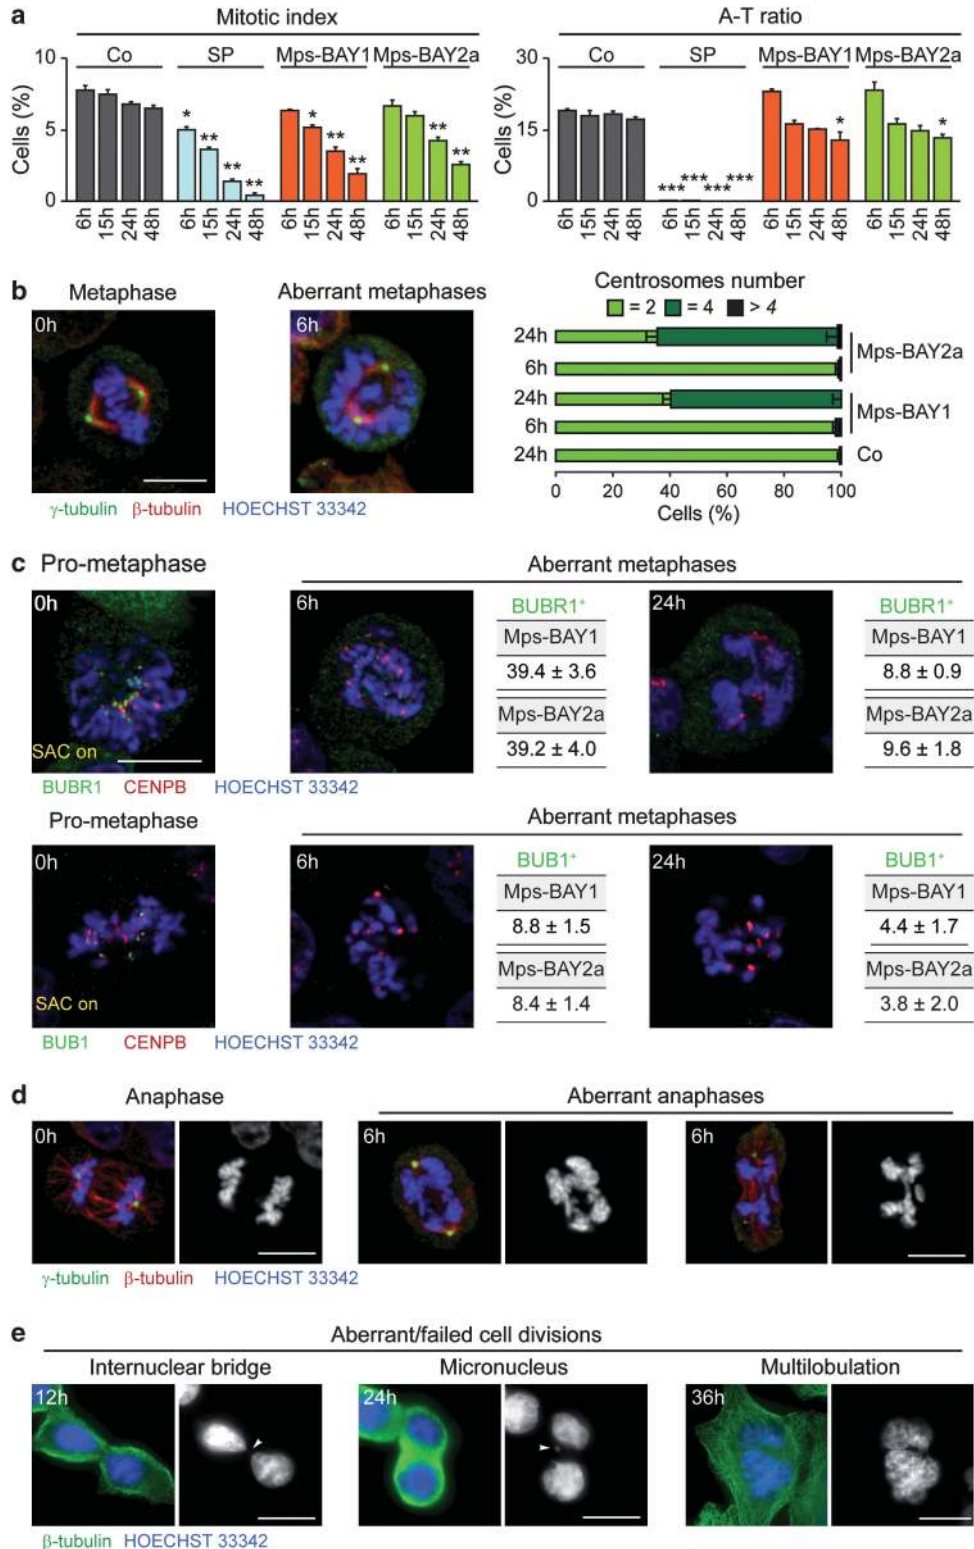 a
Mitotic index
A-T ratio
Co SP Mps-BAY1 Mps-BAY2a
Co SP Mps-BAY1 Mps-BAY2a
Cells (%)
10
5
0
* ** ** ** * ** ** ** **
6h 15h 24h 48h 6h 15h 24h 48h 6h 15h 24h 48h 6h 15h 24h 48h
Cells (%)
30
15
0
*** *** *** *** * *
6h 15h 24h 48h 6h 15h 24h 48h 6h 15h 24h 48h 6h 15h 24h 48h
b
Metaphase
Aberrant metaphases
0h
6h
γ-tubulin β-tubulin HOECHST 33342
Centrosomes number
= 2 = 4 > 4
24h
6h
Mps-BAY2a
24h
6h
Mps-BAY1
24h
Co
0 20 40 60 80 100
Cells (%)
c
Pro-metaphase
Aberrant metaphases
0h
SAC on
6h
BUBR1+
Mps-BAY1
39.4 ± 3.6
Mps-BAY2a
39.2 ± 4.0
24h
BUBR1+
Mps-BAY1
8.8 ± 0.9
Mps-BAY2a
9.6 ± 1.8
BUBR1 CENPB HOECHST 33342
Pro-metaphase
Aberrant metaphases
0h
SAC on
6h
BUB1+
Mps-BAY1
8.8 ± 1.5
Mps-BAY2a
8.4 ± 1.4
24h
BUB1+
Mps-BAY1
4.4 ± 1.7
Mps-BAY2a
3.8 ± 2.0
BUB1 CENPB HOECHST 33342
d
Anaphase
Aberrant anaphases
0h
6h
6h
γ-tubulin β-tubulin HOECHST 33342
e
Aberrant/failed cell divisions
Internuclear bridge
Micronucleus
Multilobulation
12h
24h
36h
β-tubulin HOECHST 33342